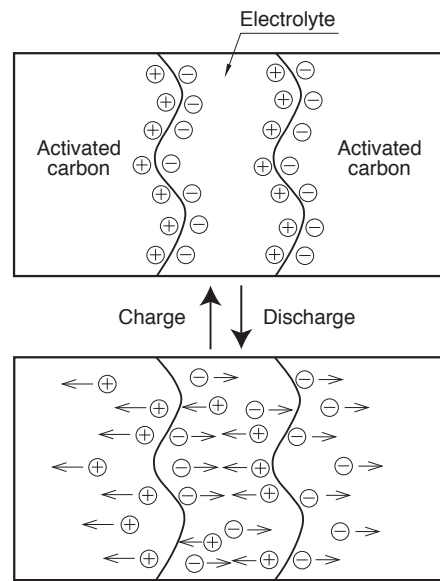 Electrolyte
Activated
carbon
Activated
carbon
Charge
Discharge